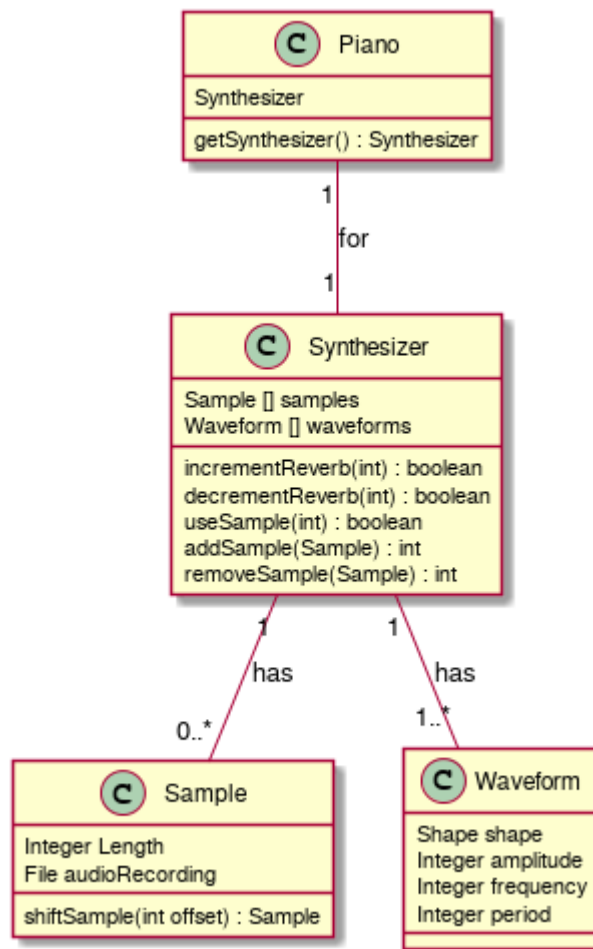 C Piano
Synthesizer
getSynthesizer() : Synthesizer
1
for
1
C Synthesizer
Sample [] samples
Waveform [] waveforms
incrementReverb(int) : boolean
decrementReverb(int) : boolean
useSample(int) : boolean
addSample(Sample) : int
removeSample(Sample) : int
1
1
has
has
0..*
1..*
C Sample
Integer Length
File audioRecording
shiftSample(int offset) : Sample
C Waveform
Shape shape
Integer amplitude
Integer frequency
Integer period